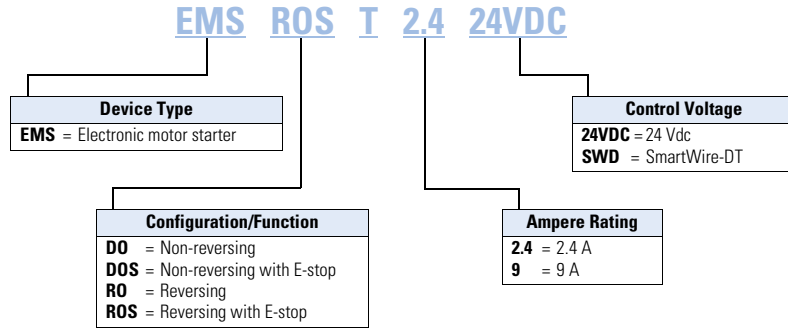 EMS ROS T 2.4 24VDC
Device Type
EMS = Electronic motor starter
Control Voltage
24VDC = 24 Vdc
SWD = SmartWire-DT
Configuration/Function
DO = Non-reversing
DOS = Non-reversing with E-stop
RO = Reversing
ROS = Reversing with E-stop
Ampere Rating
2.4 = 2.4 A
9 = 9 A